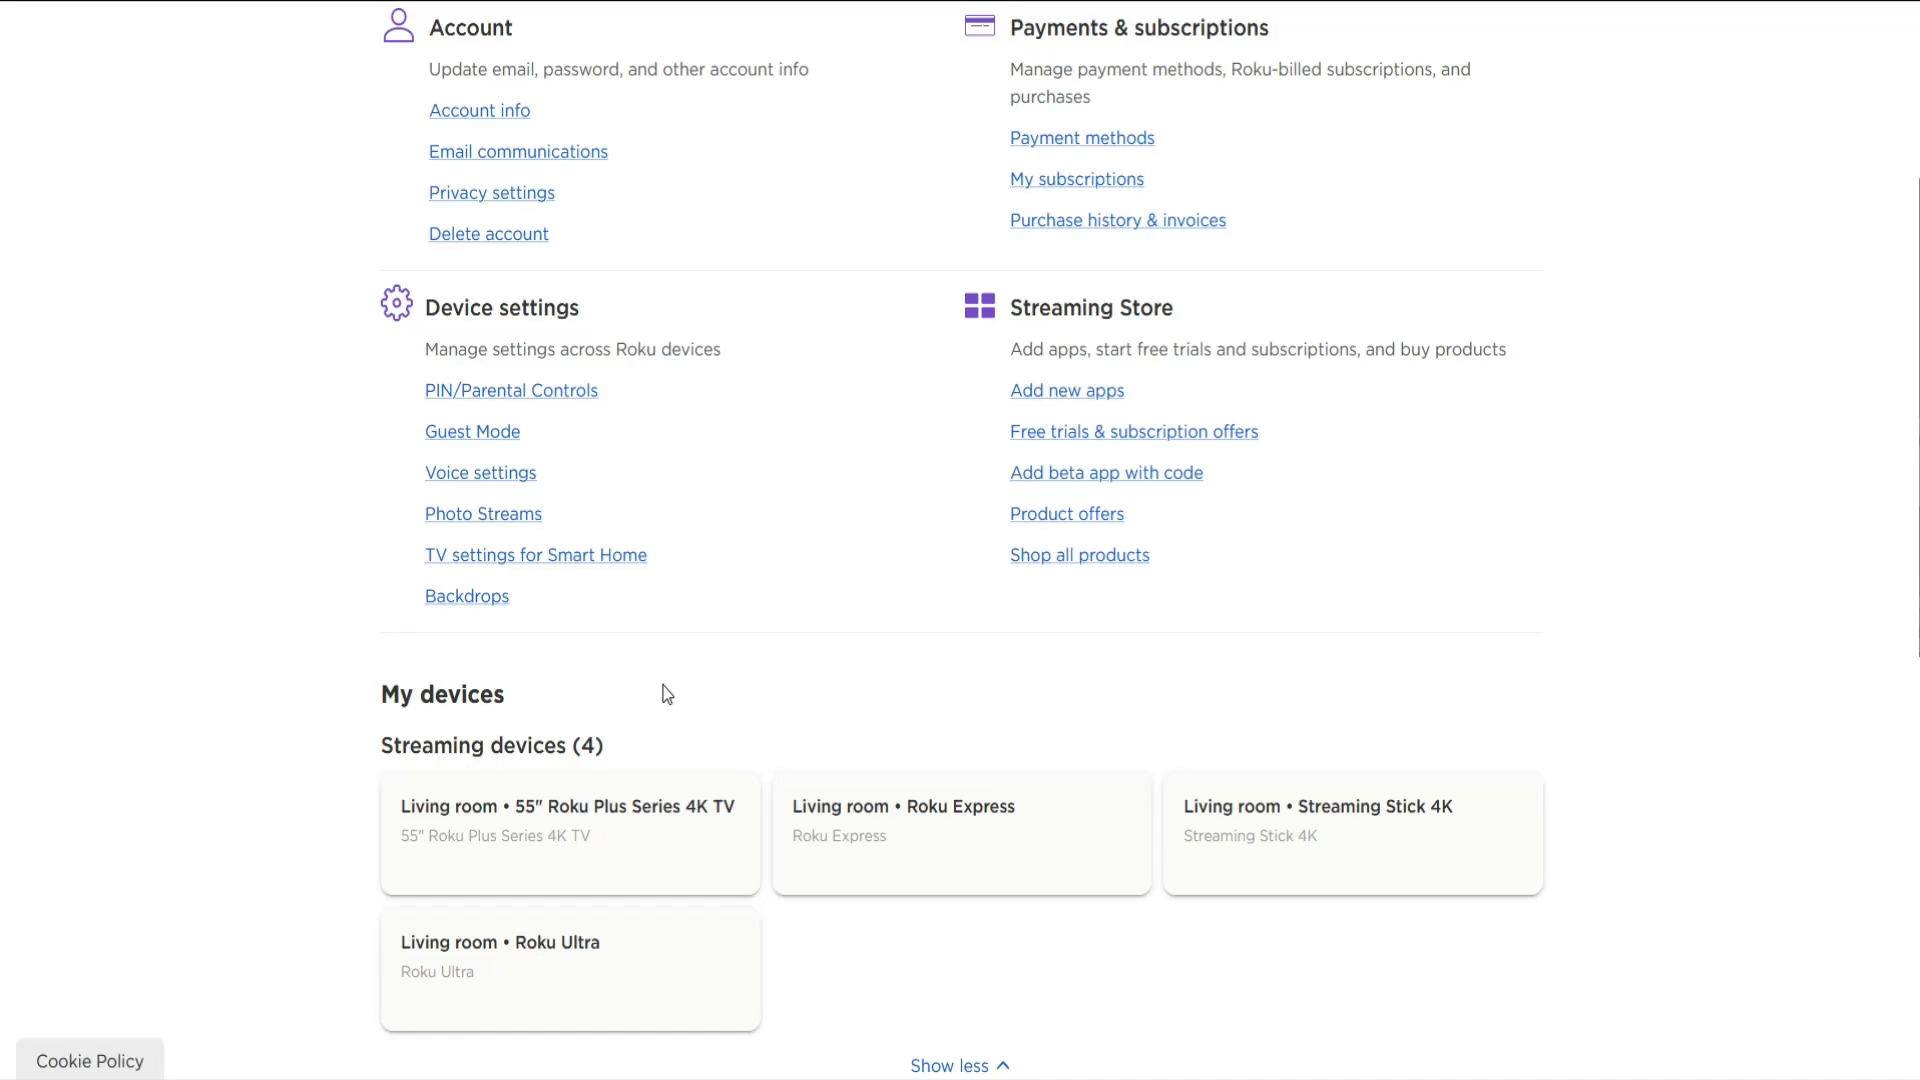 Account
Update email, password, and other account info
Account info
Email communications
Privacy settings
Delete account
Payments & subscriptions
Manage payment methods, Roku-billed subscriptions, and
purchases
Payment methods
My subscriptions
Purchase history & invoices
Device settings
Manage settings across Roku devices
PIN/Parental Controls
Guest Mode
Voice settings
Photo Streams
TV settings for Smart Home
Backdrops
Streaming Store
Add apps, start free trials and subscriptions, and buy products
Add new apps
Free trials & subscription offers
Add beta app with code
Product offers
Shop all products
My devices
Streaming devices (4)
Living room • 55" Roku Plus Series 4K TV
55" Roku Plus Series 4K TV
Living room • Roku Express
Roku Express
Living room • Streaming Stick 4K
Streaming Stick 4K
Living room • Roku Ultra
Roku Ultra
Show less
Cookie Policy